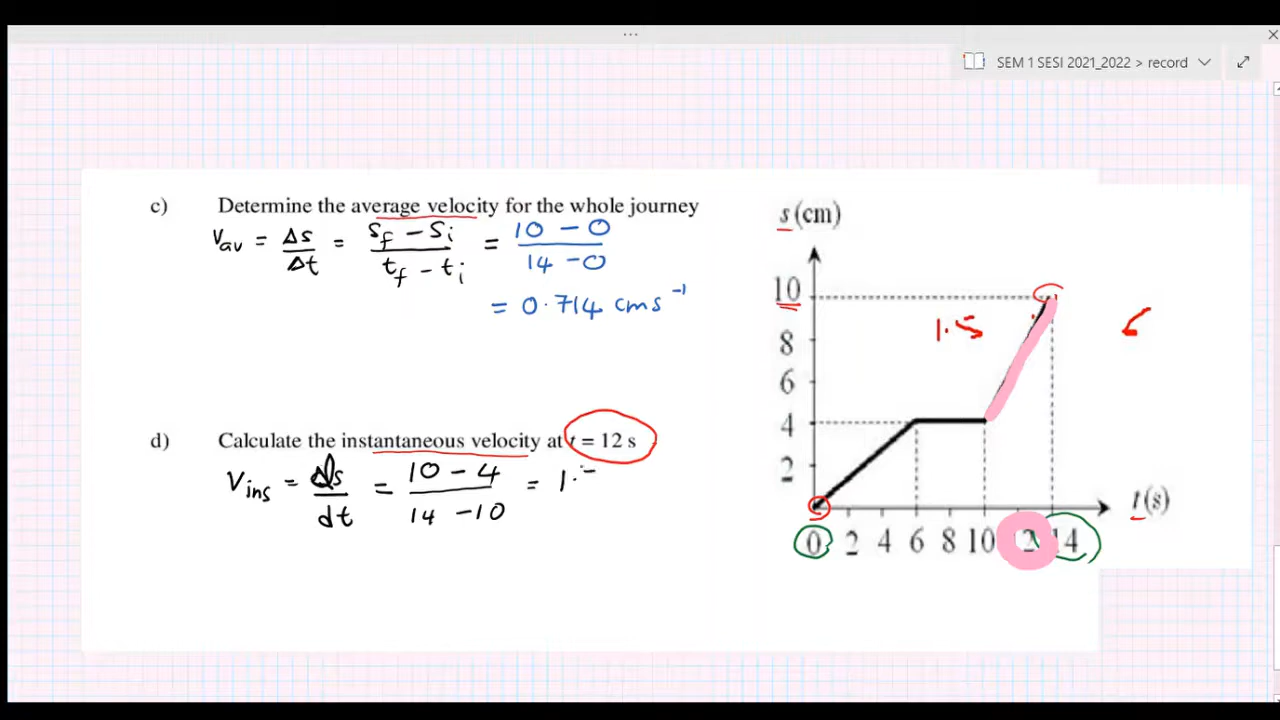 SEM 1 SESI 2021_2022 > record
c) Determine the average velocity for the whole journey
Vav = Δs/Δt = (Sf - Si)/(tf - ti) = (10 - 0)/(14 - 0)
= 0.714 cms⁻¹
d) Calculate the instantaneous velocity at t = 12 s
Vins = ds/dt = (10 - 4)/(14 - 10) = 1.
s (cm)
10
8
6
4
2
1.5
6
t (s)
0 2 4 6 8 10 12 14